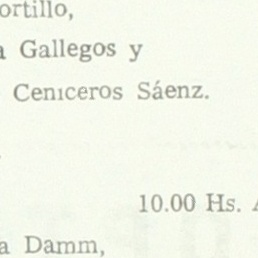 ortillo,
a Gallegos y
Ceniceros Sáenz.
10.00 Hs.
a Damm,